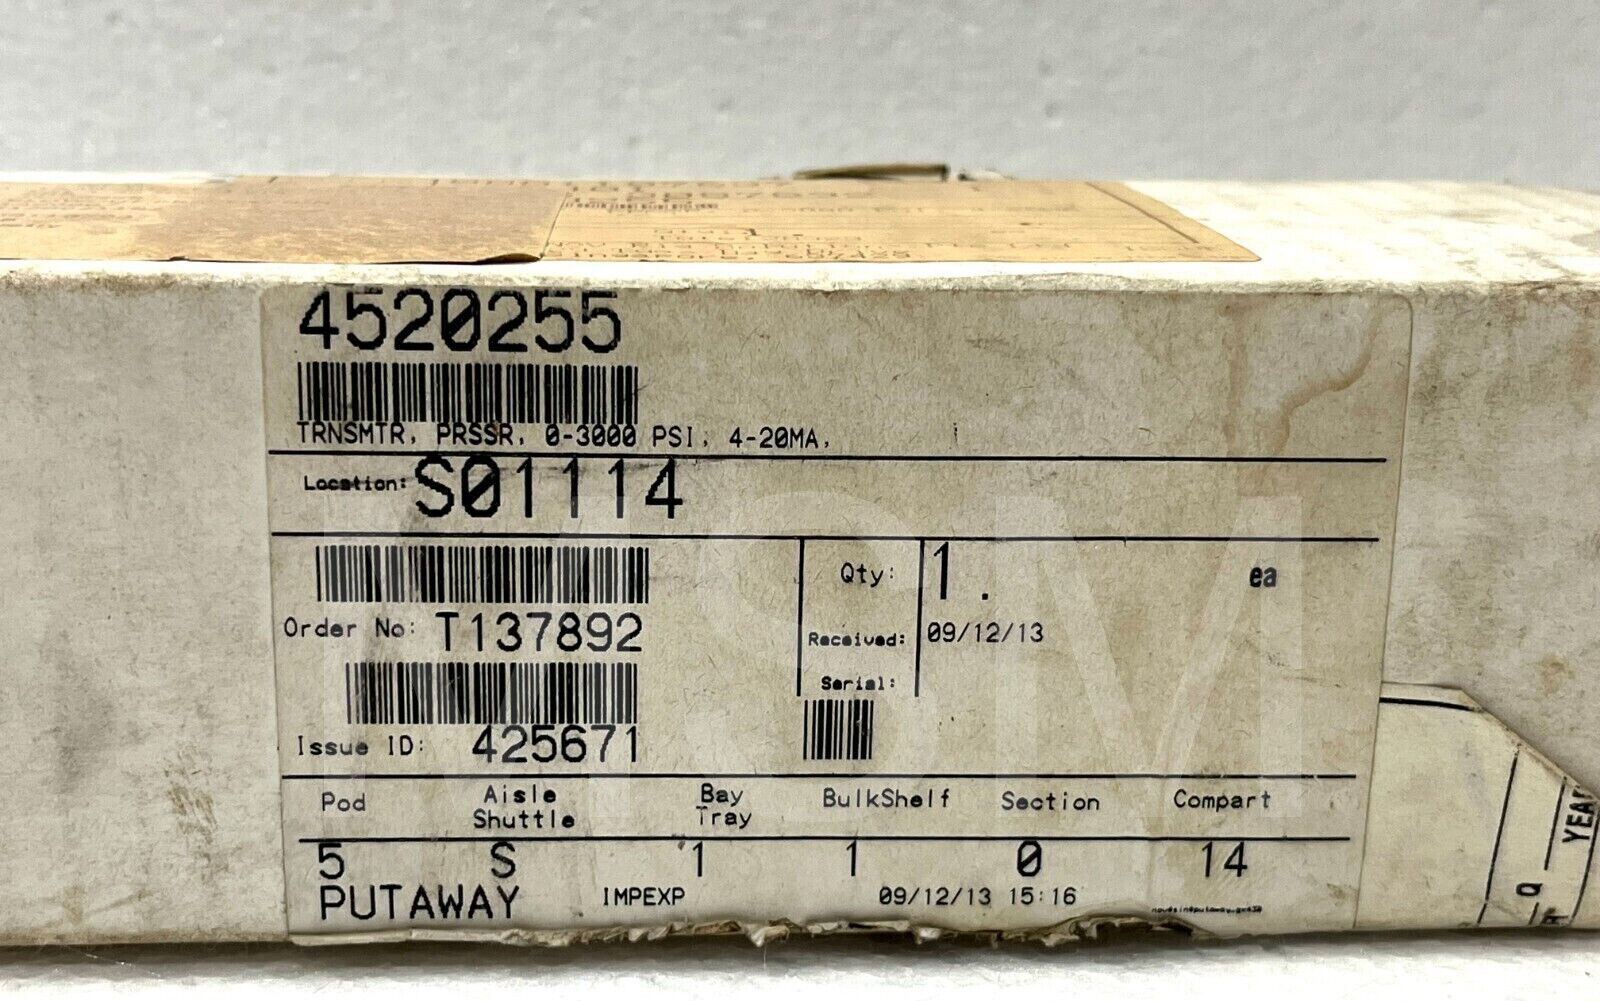 4520255
TRNSMTR, PRSSR, 0-3000 PSI, 4-20MA,
Location: S01114
Qty: 1. ea
Order No: T137892
Received: 09/12/13
Serial:
Issue ID: 425671
Pod Aisle Shuttle Bay Tray BulkShelf Section Compart
5 S 1 1 0 14
PUTAWAY IMPEXP 09/12/13 15:16
YEAR
Q